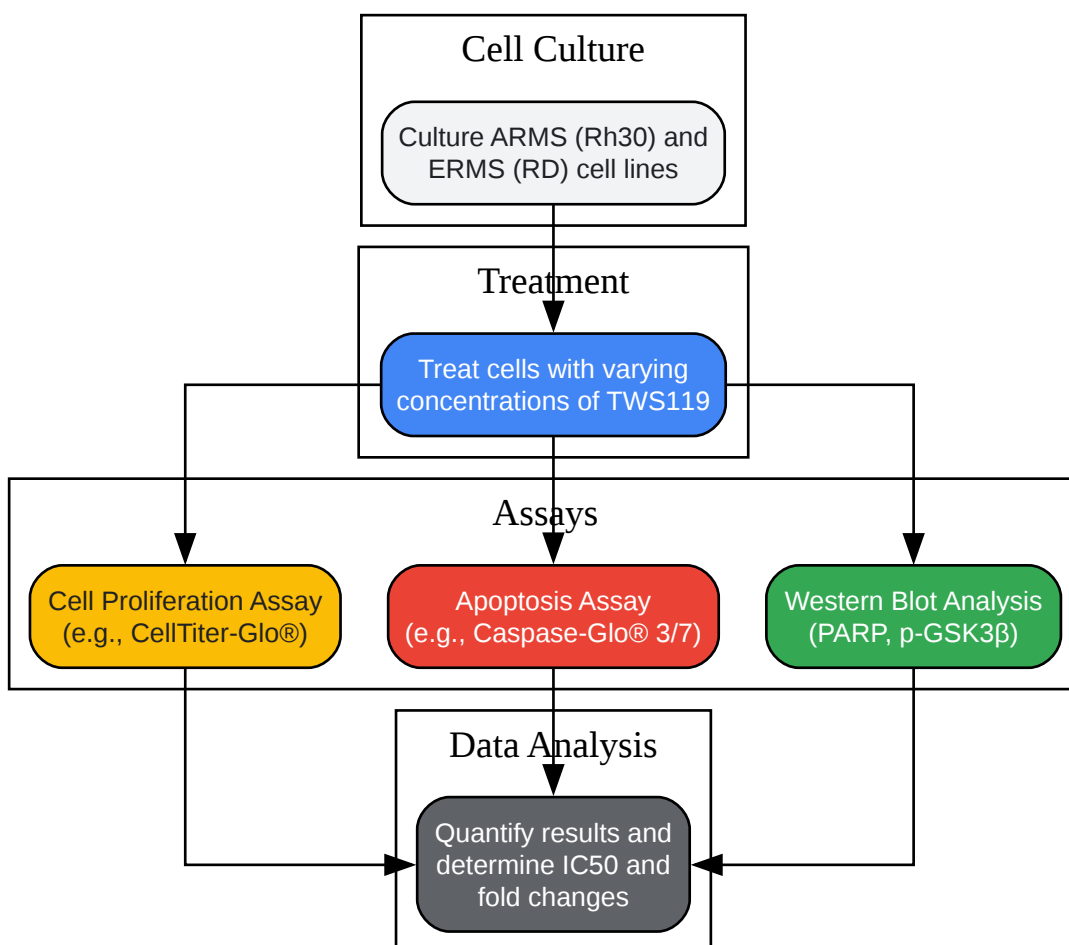 Cell Culture
Culture ARMS (Rh30) and
ERMS (RD) cell lines
Treatment
Treat cells with varying
concentrations of TWS119
Assays
Cell Proliferation Assay
(e.g., CellTiter-Glo®)
Apoptosis Assay
(e.g., Caspase-Glo® 3/7)
Western Blot Analysis
(PARP, p-GSK3β)
Data Analysis
Quantify results and
determine IC50 and
fold changes